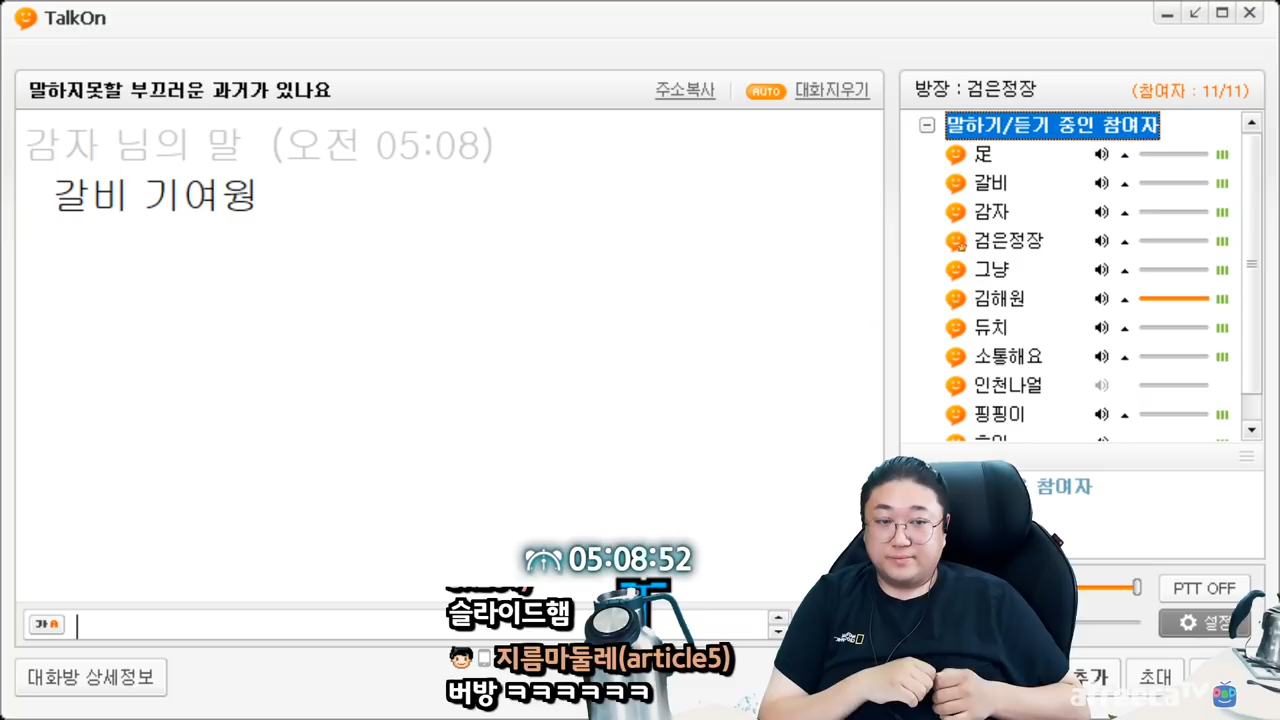 TalkOn
말하지못할 부끄러운 과거가 있나요
주소복사
AUTO
대화지우기
방장 : 검은정장
(참여자 : 11/11)
감자 님의 말 (오전 05:08)
갈비 기여웡
말하기/듣기 중인 참여자
足
갈비
감자
검은정장
그냥
김해원
듀치
소통해요
인천나얼
핑핑이
참여자
05:08:52
슬라이드햄
지름마둘레(article5)
버방 ㅋㅋㅋㅋㅋㅋ
가A
PTT OFF
설정
대화방 상세정보
추가
초대
afreecaTV